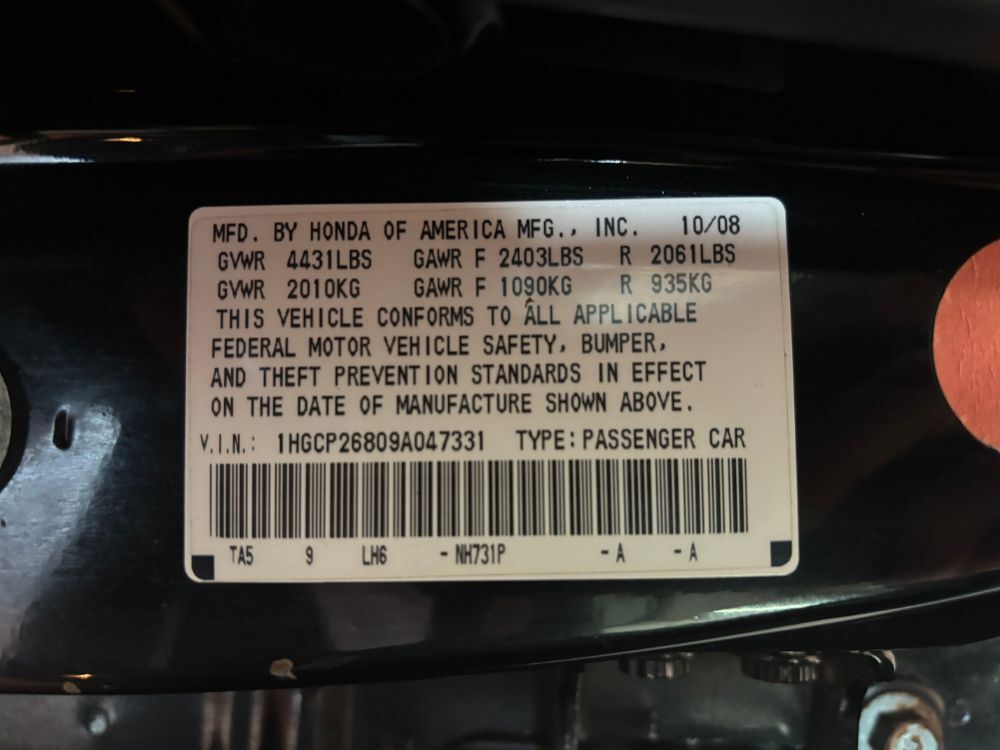 MFD. BY HONDA OF AMERICA MFG., INC. 10/08
GVWR 4431LBS GAWR F 2403LBS R 2061LBS
GVWR 2010KG GAWR F 1090KG R 935KG
THIS VEHICLE CONFORMS TO ALL APPLICABLE
FEDERAL MOTOR VEHICLE SAFETY, BUMPER,
AND THEFT PREVENTION STANDARDS IN EFFECT
ON THE DATE OF MANUFACTURE SHOWN ABOVE.
V.I.N.: 1HGCP26809A047331 TYPE: PASSENGER CAR
TA5 9 LH6 - NH731P - A - A